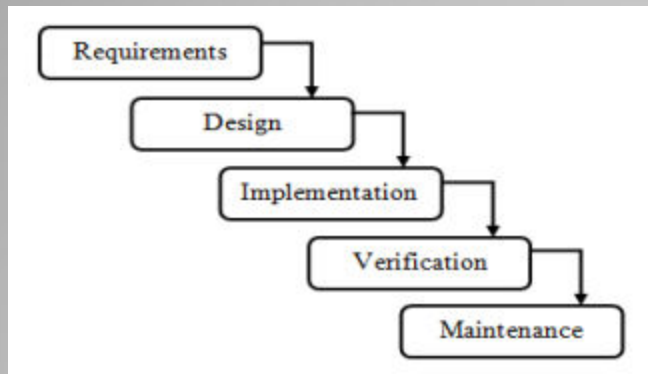 Requirements
Design
Implementation
Verification
Maintenance